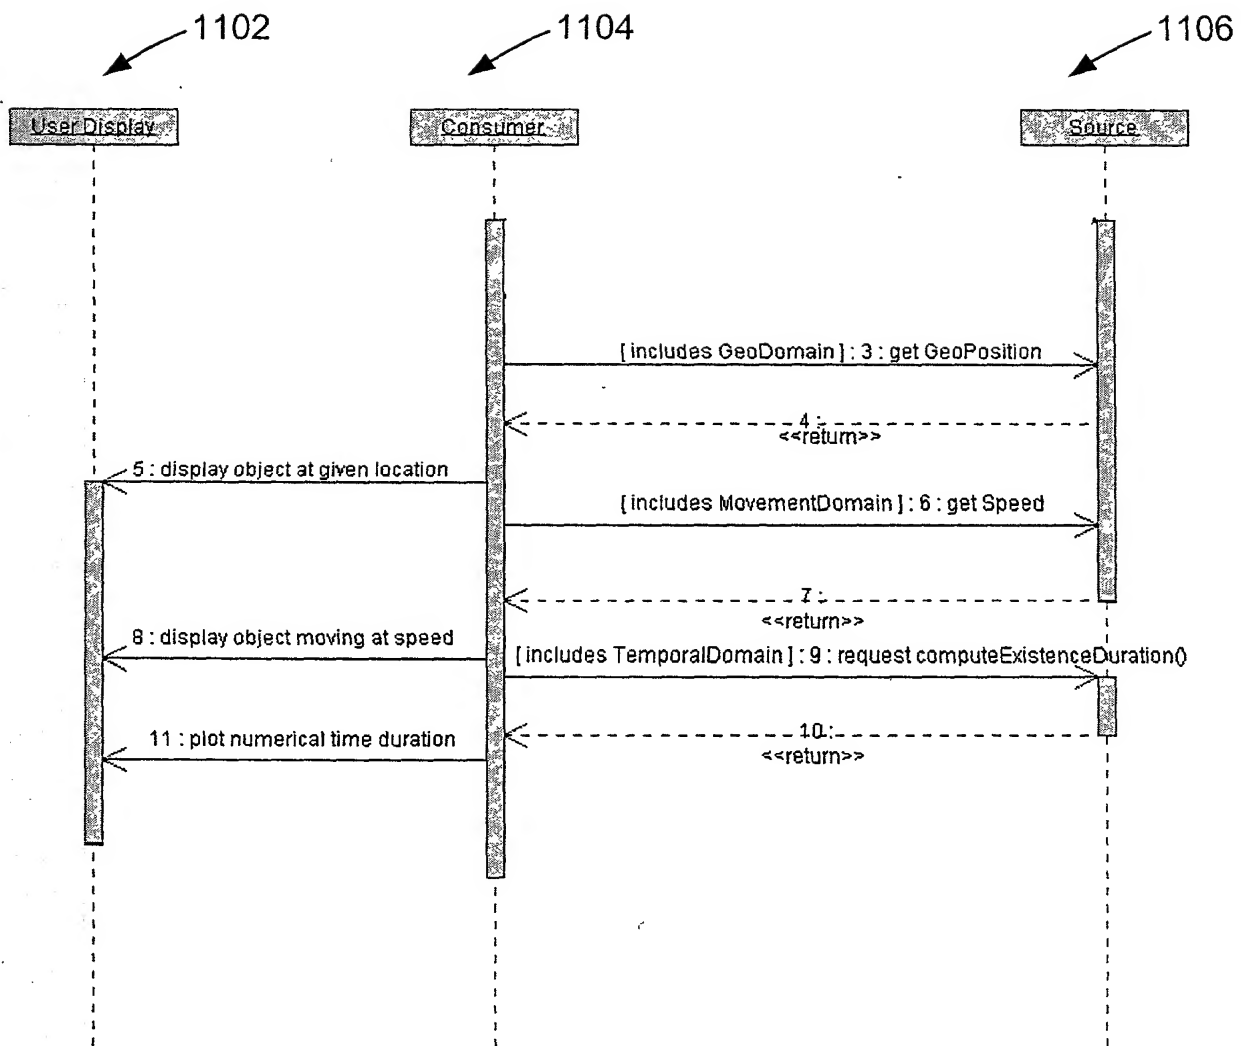 1102
1104
1106
User Display
Consumer
Source
[ includes GeoDomain ] : 3 : get GeoPosition
4 :
<<return>>
5 : display object at given location
[ includes MovementDomain ] : 6 : get Speed
7 :
<<return>>
8 : display object moving at speed
[ includes TemporalDomain ] : 9 : request computeExistenceDuration()
10 :
<<return>>
11 : plot numerical time duration